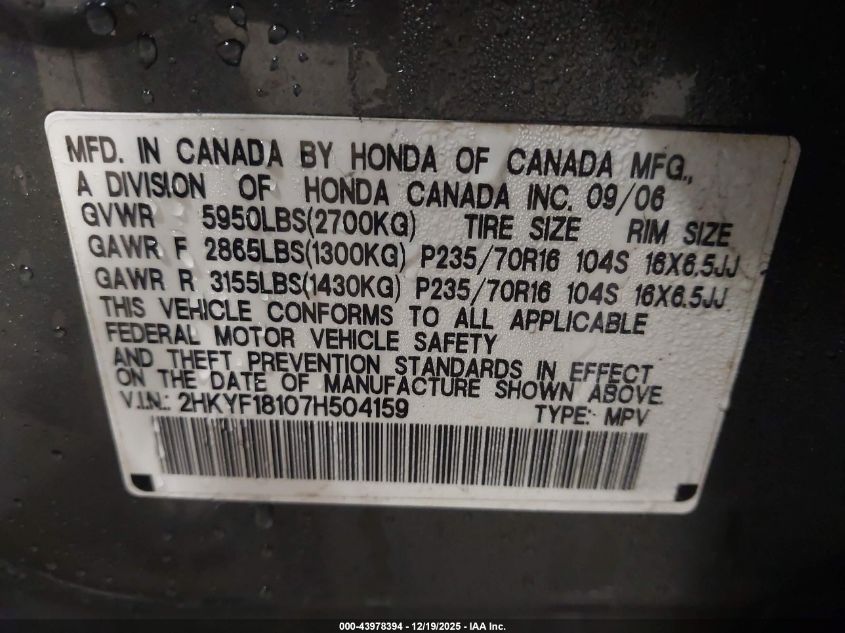 MFD. IN CANADA BY HONDA OF CANADA MFG.,
A DIVISION OF HONDA CANADA INC. 09/06
GVWR 5950LBS(2700KG) TIRE SIZE RIM SIZE
GAWR F 2865LBS(1300KG) P235/70R16 104S 16X6.5JJ
GAWR R 3155LBS(1430KG) P235/70R16 104S 16X6.5JJ
THIS VEHICLE CONFORMS TO ALL APPLICABLE
FEDERAL MOTOR VEHICLE SAFETY
AND THEFT PREVENTION STANDARDS IN EFFECT
ON THE DATE OF MANUFACTURE SHOWN ABOVE.
V.I.N.: 2HKYF18107H504159 TYPE: MPV
000-43978394 - 12/19/2025 - IAA Inc.